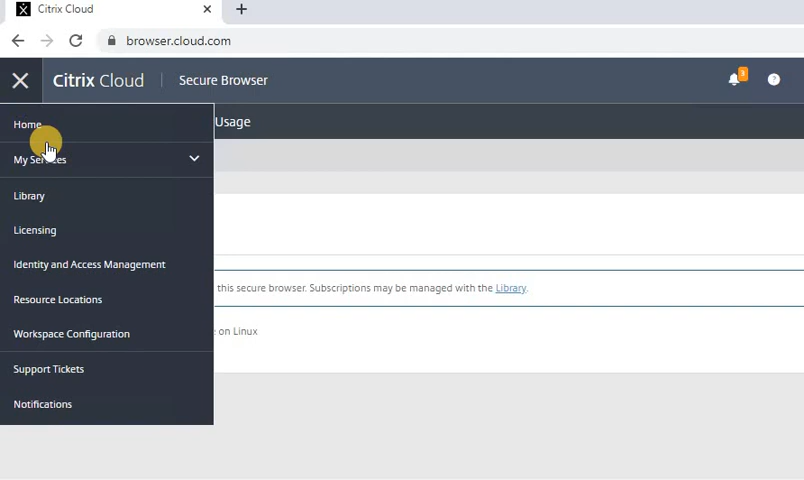 Citrix Cloud
browser.cloud.com
Citrix Cloud Secure Browser 3 ?
Home Usage
My Services
Library
Licensing
Identity and Access Management
this secure browser. Subscriptions may be managed with the Library.
Resource Locations
Workspace Configuration e on Linux
Support Tickets
Notifications